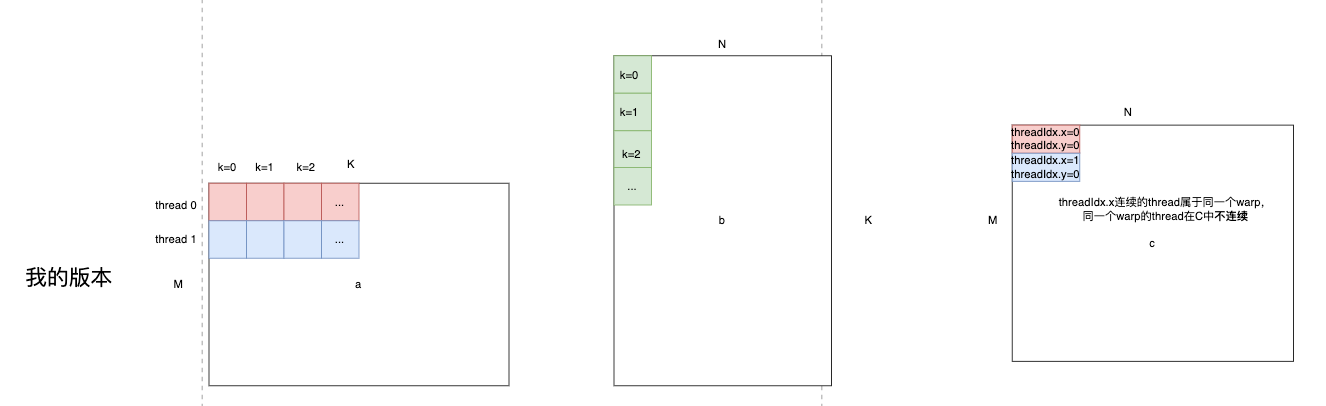 我的版本
k=0
k=1
k=2
K
thread 0
...
thread 1
...
M
a
N
k=0
k=1
k=2
...
b
K
N
threadIdx.x=0
threadIdx.y=0
threadIdx.x=1
threadIdx.y=0
M
threadIdx.x连续的thread属于同一个warp，
同一个warp的thread在C中不连续
c